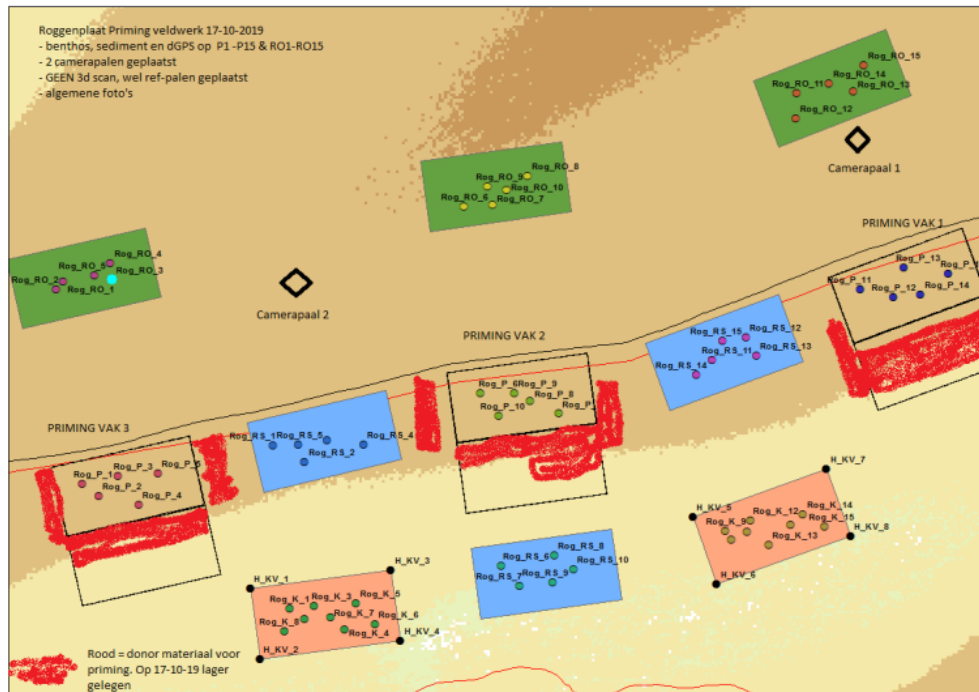 Roggenplaat Priming veldwerk 17-10-2019
- benthos, sediment en dGPS op P1 -P15 & RO1-RO15
- 2 camerapalen geplaatst
- GEEN 3d scan, wel ref-palen geplaatst
- algemene foto's
Rog_RO_15
Rog_RO_14
Rog_RO_11
Rog_RO_13
Rog_RO_12
Camerapaal 1
Rog_RO_8
Rog_RO_9
Rog_RO_10
Rog_RO_6
Rog_RO_7
Rog_RO_4
Rog_RO_5
Rog_RO_3
Rog_RO_2
Rog_RO_1
Camerapaal 2
PRIMING VAK 1
Rog_P_13
Rog_P_11
Rog_P_12
Rog_P_14
PRIMING VAK 2
Rog_RS_15
Rog_RS_12
Rog_RS_11
Rog_RS_13
Rog_RS_14
Rog_P_6
Rog_P_9
Rog_P_8
Rog_P_10
PRIMING VAK 3
Rog_RS_1
Rog_RS_5
Rog_RS_4
Rog_RS_2
Rog_P_3
Rog_P_5
Rog_P_1
Rog_P_2
Rog_P_4
H_KV_7
H_KV_5
Rog_K_14
Rog_K_12
Rog_K_9
Rog_K_15
Rog_K_13
H_KV_8
H_KV_6
Rog_RS_8
Rog_RS_6
Rog_RS_10
Rog_RS_7
Rog_RS_9
H_KV_3
H_KV_1
Rog_K_1
Rog_K_3
Rog_K_5
Rog_K_8
Rog_K_7
Rog_K_6
Rog_K_4
H_KV_4
H_KV_2
Rood = donor materiaal voor
priming. Op 17-10-19 lager
gelegen